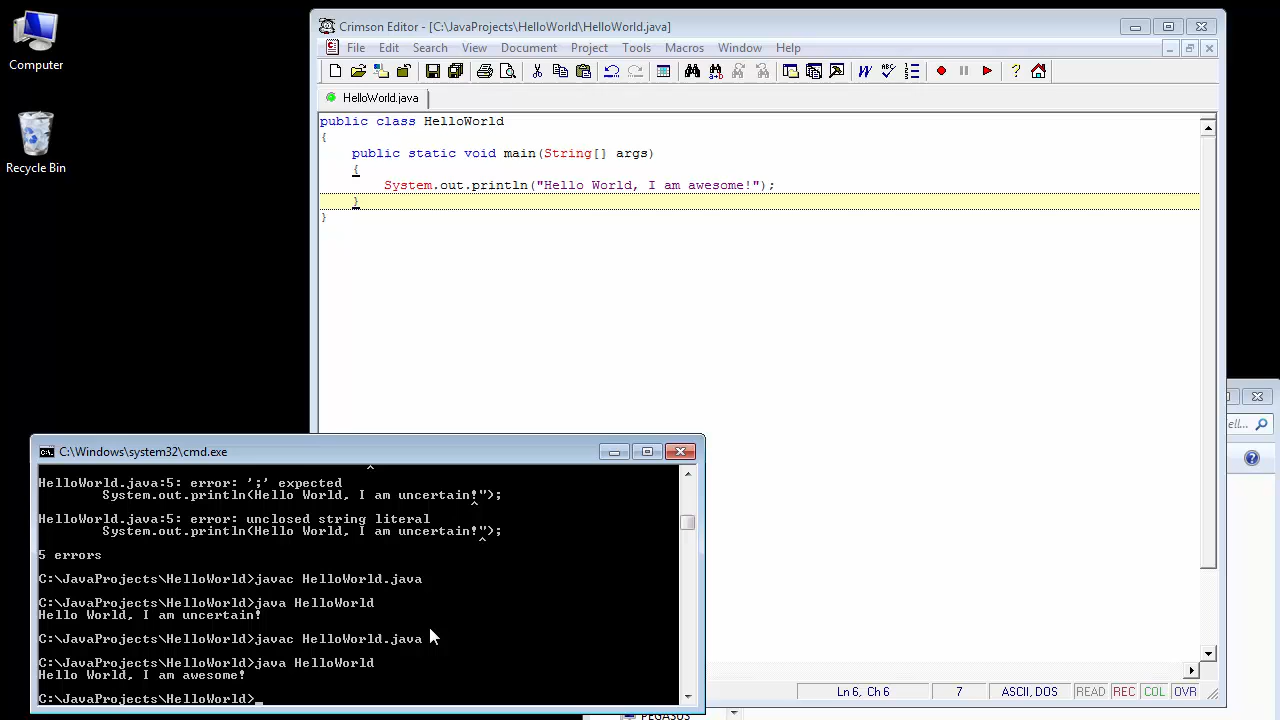 Computer
Recycle Bin
Crimson Editor - [C:\JavaProjects\HelloWorld\HelloWorld.java]
File Edit Search View Document Project Tools Macros Window Help
HelloWorld.java
public class HelloWorld
{
public static void main(String[] args)
{
System.out.println("Hello World, I am awesome!");
}
}
ell...
C:\Windows\system32\cmd.exe
^
HelloWorld.java:5: error: ';' expected
System.out.println(Hello World, I am uncertain!");
^
HelloWorld.java:5: error: unclosed string literal
System.out.println(Hello World, I am uncertain!");
^
5 errors
C:\JavaProjects\HelloWorld>javac HelloWorld.java
C:\JavaProjects\HelloWorld>java HelloWorld
Hello World, I am uncertain!
C:\JavaProjects\HelloWorld>javac HelloWorld.java
C:\JavaProjects\HelloWorld>java HelloWorld
Hello World, I am awesome!
C:\JavaProjects\HelloWorld>_
Ln 6, Ch 6 7 ASCII, DOS READ REC COL OVR
PEGASUS